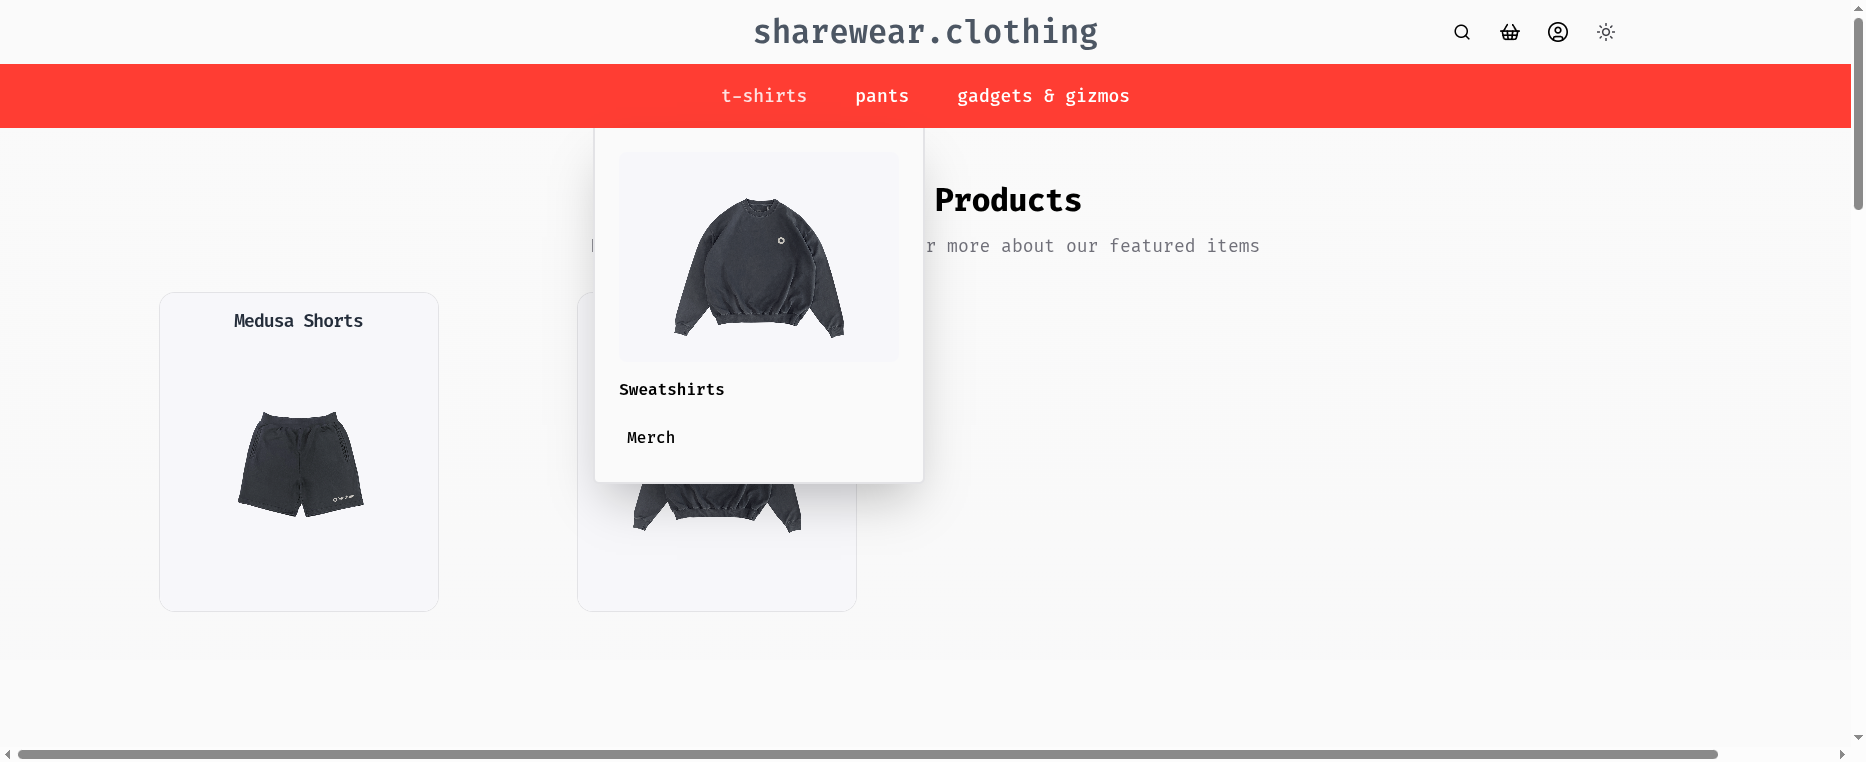 sharewear.clothing
t-shirts pants gadgets & gizmos
Products
more about our featured items
Medusa Shorts
Sweatshirts
Merch